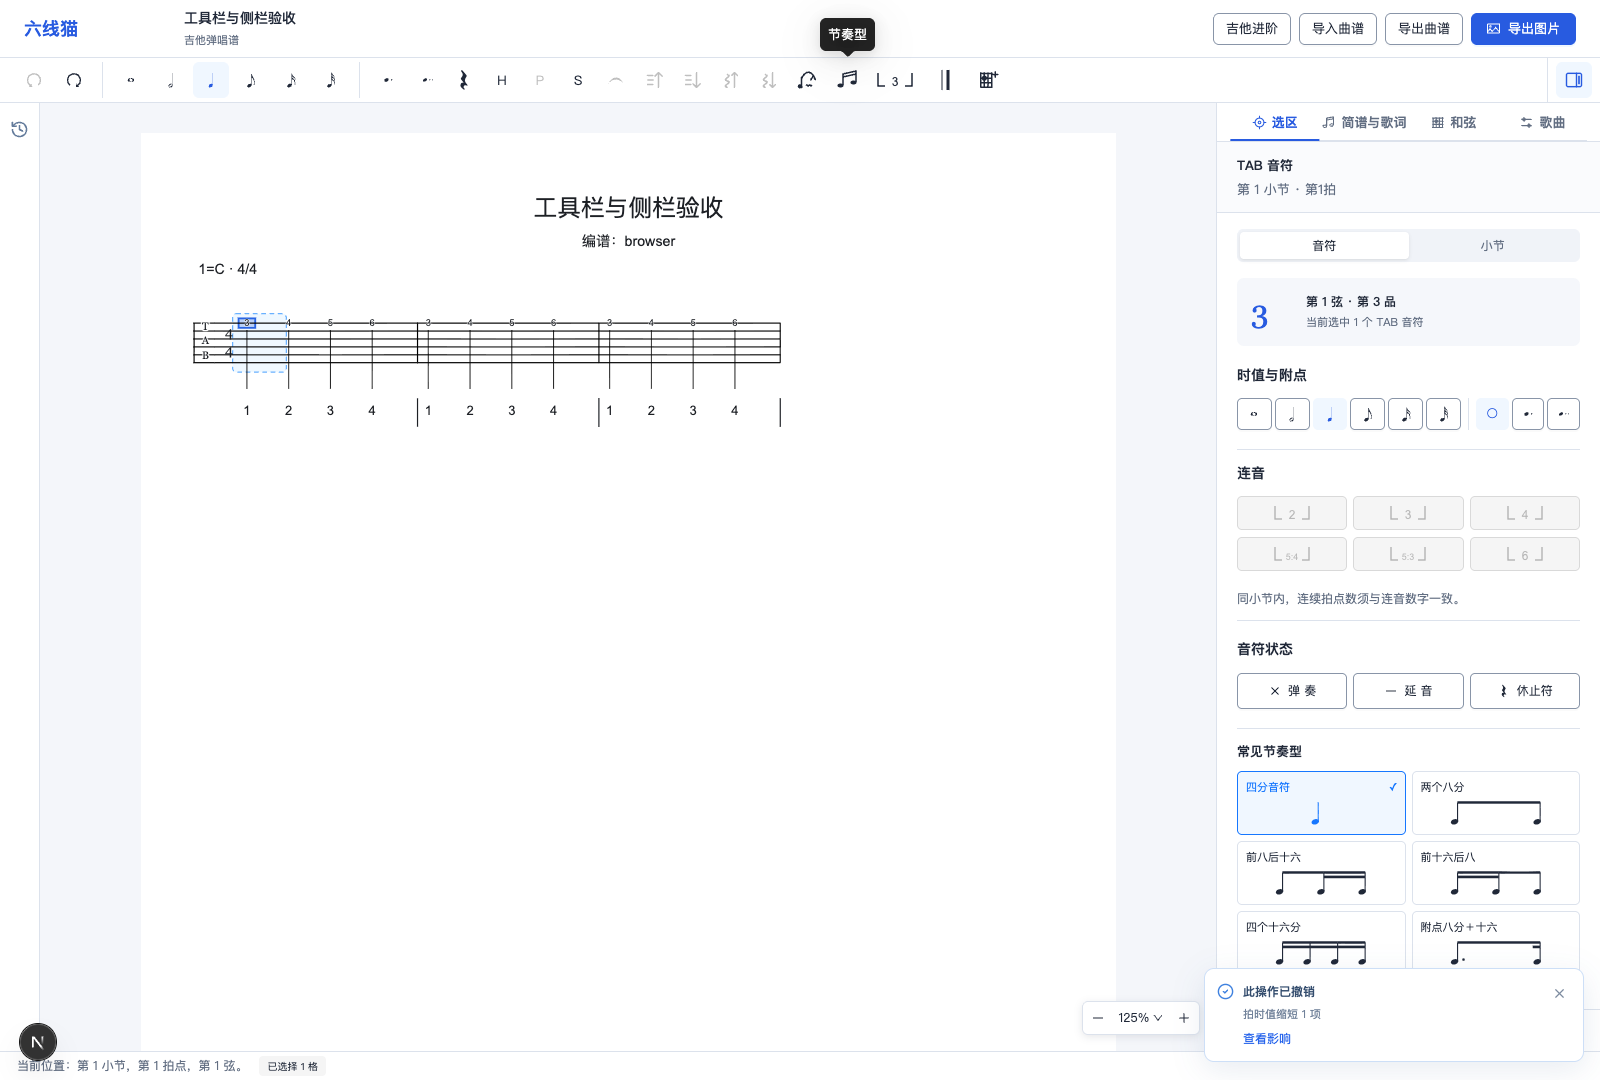 六线猫
工具栏与侧栏验收
吉他弹唱谱
节奏型
吉他进阶
导入曲谱
导出曲谱
导出图片
H
P
S
3
选区
简谱与歌词
和弦
歌曲
工具栏与侧栏验收
编谱：browser
1=C · 4/4
T
A
B
4
4
3 4 5 6 3 4 5 6 3 4 5 6
1 2 3 4 1 2 3 4 1 2 3 4
TAB 音符
第 1 小节 · 第1拍
音符
小节
3
第 1 弦 · 第 3 品
当前选中 1 个 TAB 音符
时值与附点
连音
2
3
4
5:4
5:3
6
同小节内，连续拍点数须与连音数字一致。
音符状态
弹 奏
延 音
休止符
常见节奏型
四分音符
两个八分
前八后十六
前十六后八
四个十六分
附点八分＋十六
125%
此操作已撤销
拍时值缩短 1 项
查看影响
N
当前位置：第 1 小节，第 1 拍点，第 1 弦。
已选择 1 格